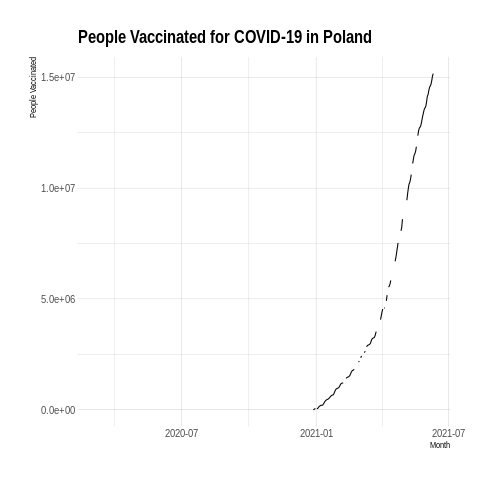 People Vaccinated for COVID-19 in Poland
People Vaccinated
1.5e+07
1.0e+07
5.0e+06
0.0e+00
2020-07
2021-01
2021-07
Month